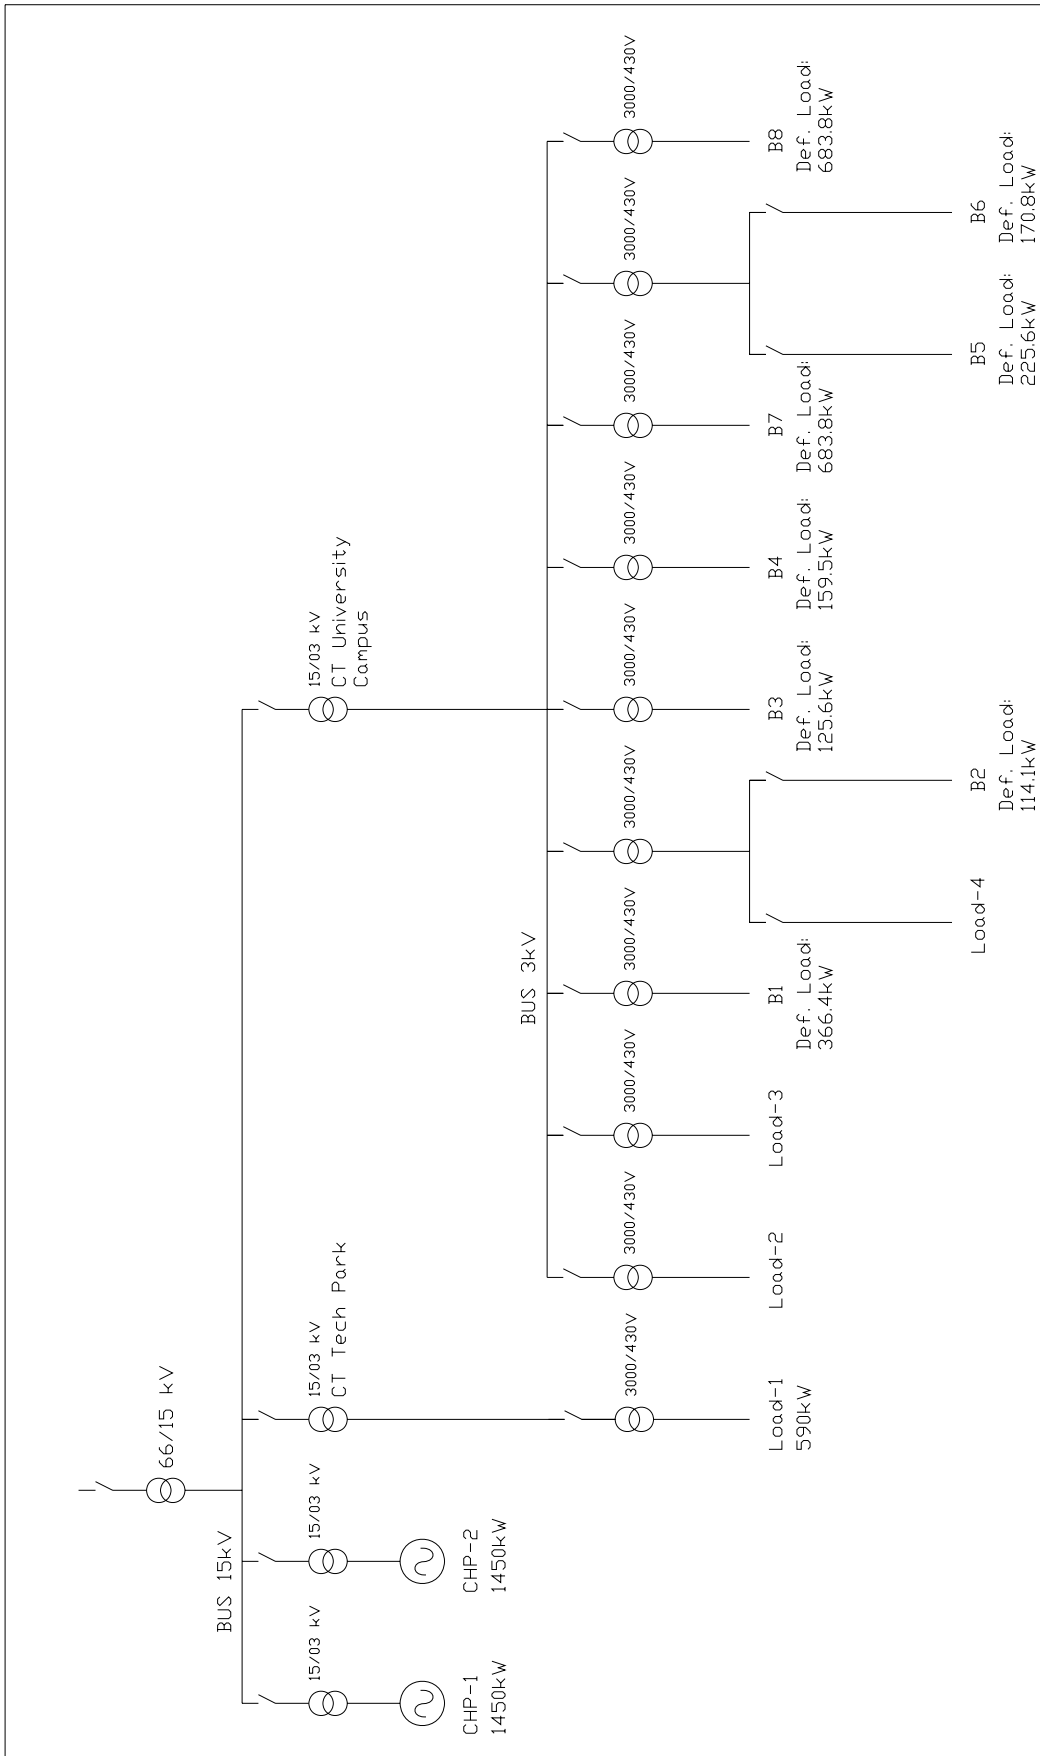 66/15 kV
BUS 15kV
15/03 kV
CHP-1
1450kW
15/03 kV
CHP-2
1450kW
15/03 kV
CT Tech Park
3000/430V
Load-1
590kW
15/03 kV
CT University
Campus
BUS 3kV
3000/430V
Load-2
3000/430V
Load-3
3000/430V
B1
Def. Load:
366.4kW
3000/430V
Load-4
B2
Def. Load:
114.1kW
3000/430V
B3
Def. Load:
125.6kW
3000/430V
B4
Def. Load:
159.5kW
3000/430V
B7
Def. Load:
683.8kW
3000/430V
B5
Def. Load:
225.6kW
B6
Def. Load:
170.8kW
3000/430V
B8
Def. Load:
683.8kW